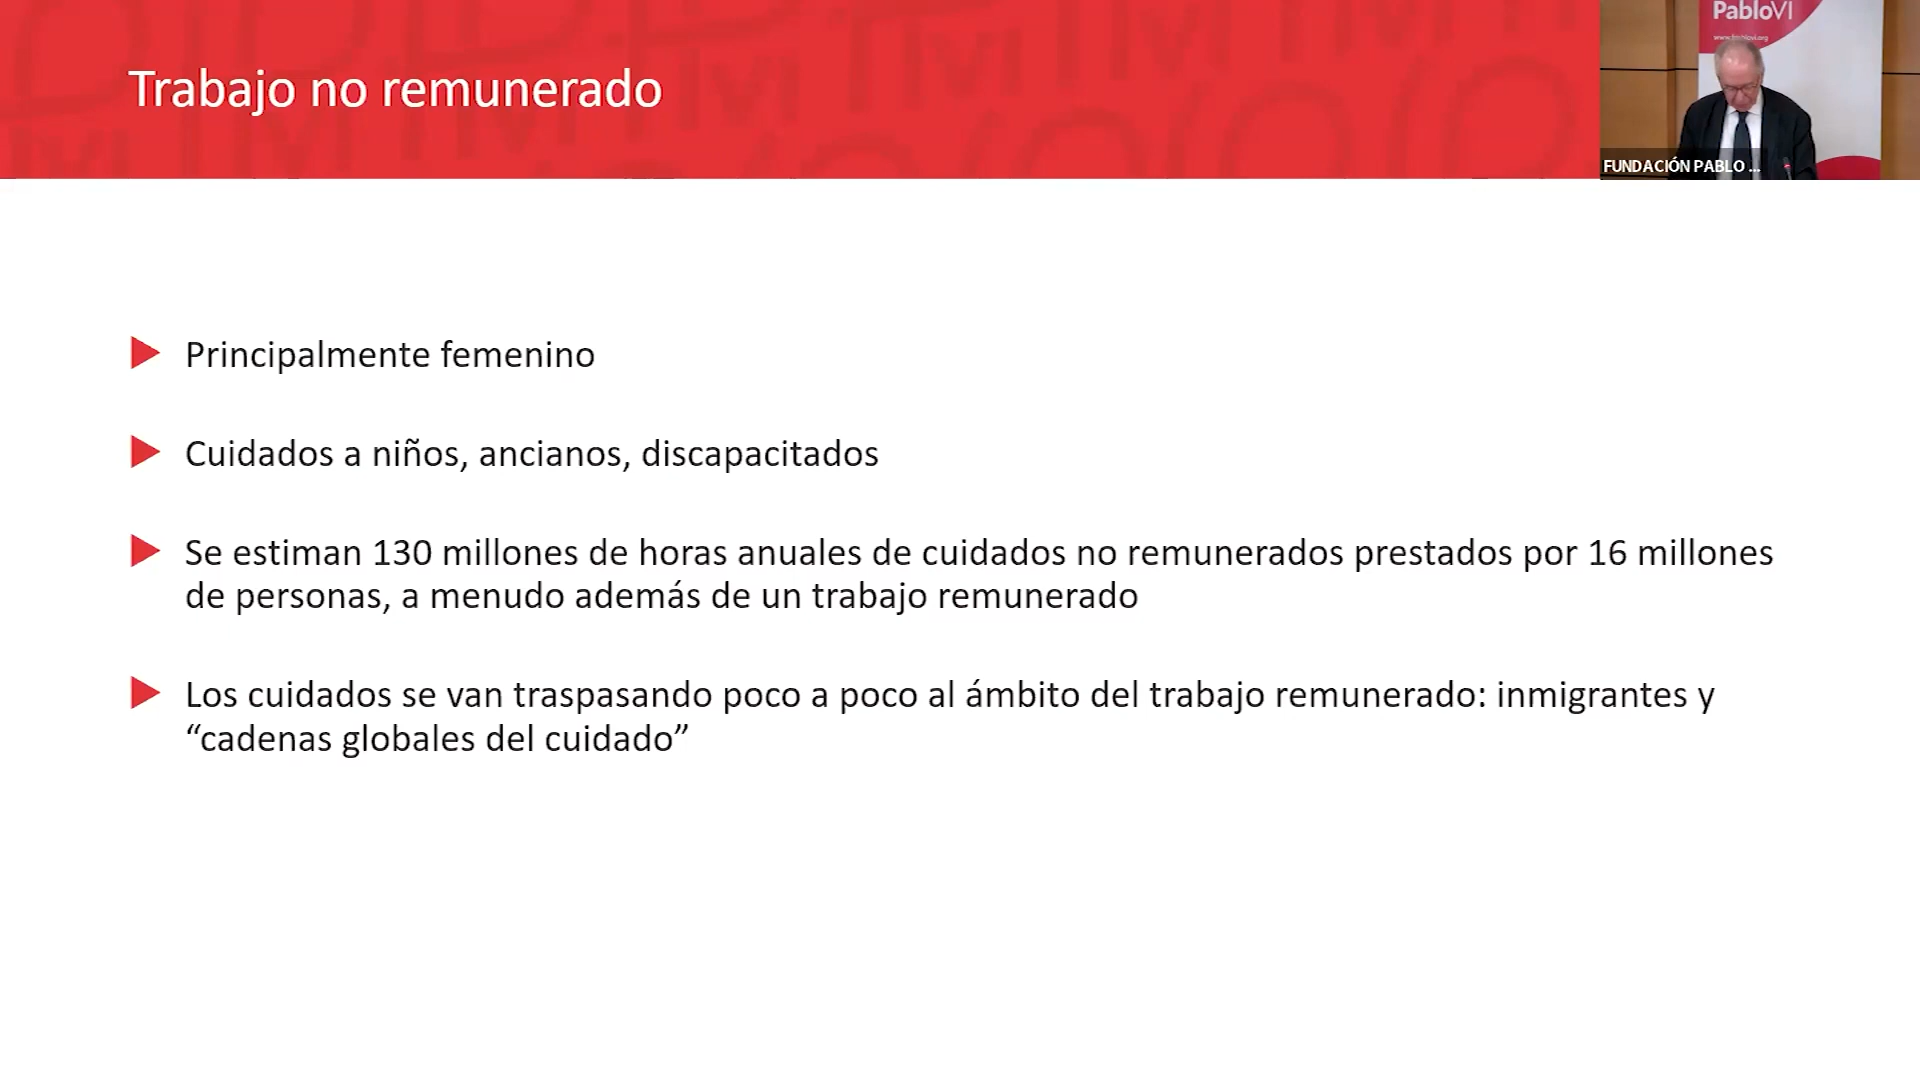 Trabajo no remunerado
PabloVI
FUNDACIÓN PABLO ...
Principalmente femenino
Cuidados a niños, ancianos, discapacitados
Se estiman 130 millones de horas anuales de cuidados no remunerados prestados por 16 millones
de personas, a menudo además de un trabajo remunerado
Los cuidados se van traspasando poco a poco al ámbito del trabajo remunerado: inmigrantes y
“cadenas globales del cuidado”